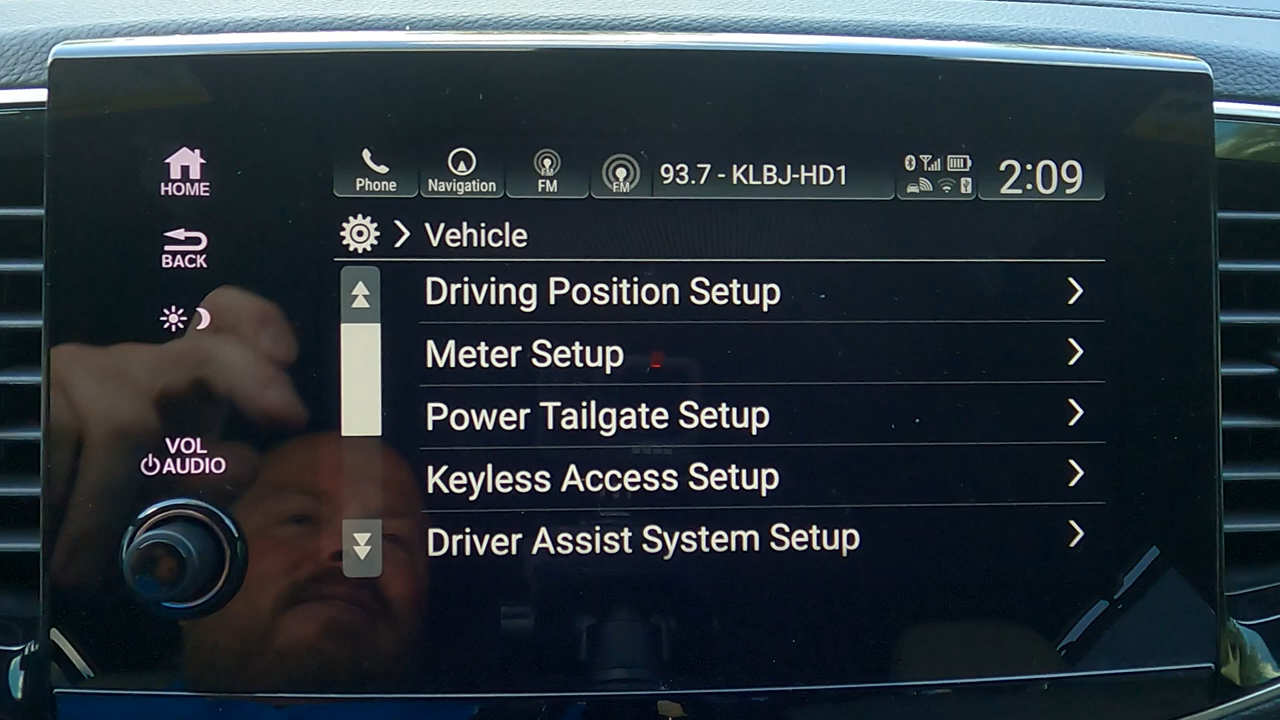 HOME
BACK
VOL
AUDIO
Phone
Navigation
FM
FM
93.7 - KLBJ-HD1
2:09
Vehicle
Driving Position Setup
Meter Setup
Power Tailgate Setup
Keyless Access Setup
Driver Assist System Setup